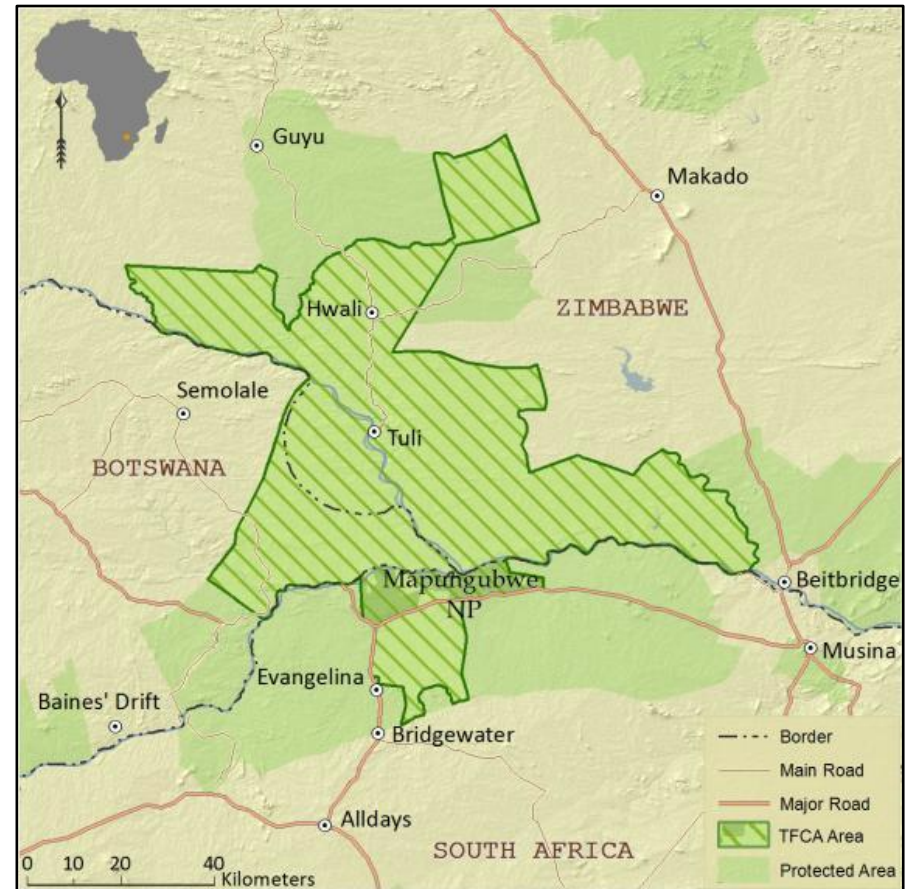 Guyu
Makado
Hwali
ZIMBABWE
Semolale
Tuli
BOTSWANA
Mapungubwe
NP
Beitbridge
Musina
Evangelina
Baines' Drift
Bridgewater
Border
Main Road
Major Road
Alldays
TFCA Area
SOUTH AFRICA
Protected Area
0 10 20 40
Kilometers